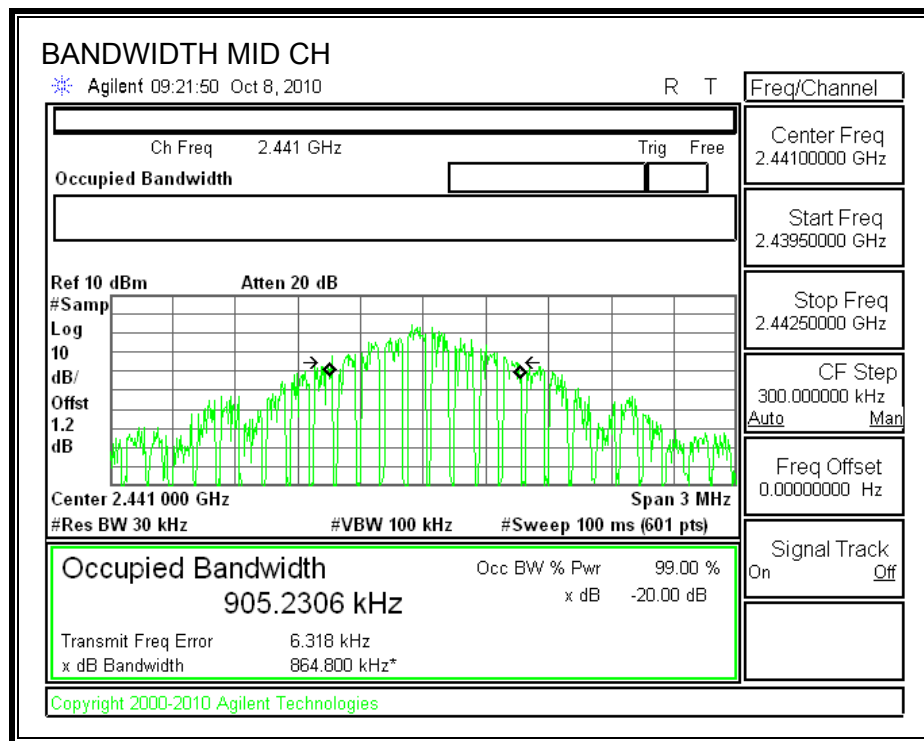 BANDWIDTH MID CH
Agilent 09:21:50 Oct 8, 2010 R T
Freq/Channel
Ch Freq 2.441 GHz Trig Free
Occupied Bandwidth
Center Freq
2.44100000 GHz
Start Freq
2.43950000 GHz
Stop Freq
2.44250000 GHz
CF Step
300.000000 kHz
Auto Man
Freq Offset
0.00000000 Hz
Signal Track
On Off
Ref 10 dBm Atten 20 dB
#Samp
Log
10
dB/
Offst
1.2
dB
Center 2.441 000 GHz Span 3 MHz
#Res BW 30 kHz #VBW 100 kHz #Sweep 100 ms (601 pts)
Occupied Bandwidth Occ BW % Pwr 99.00 %
905.2306 kHz x dB -20.00 dB
Transmit Freq Error 6.318 kHz
x dB Bandwidth 864.800 kHz*
Copyright 2000-2010 Agilent Technologies